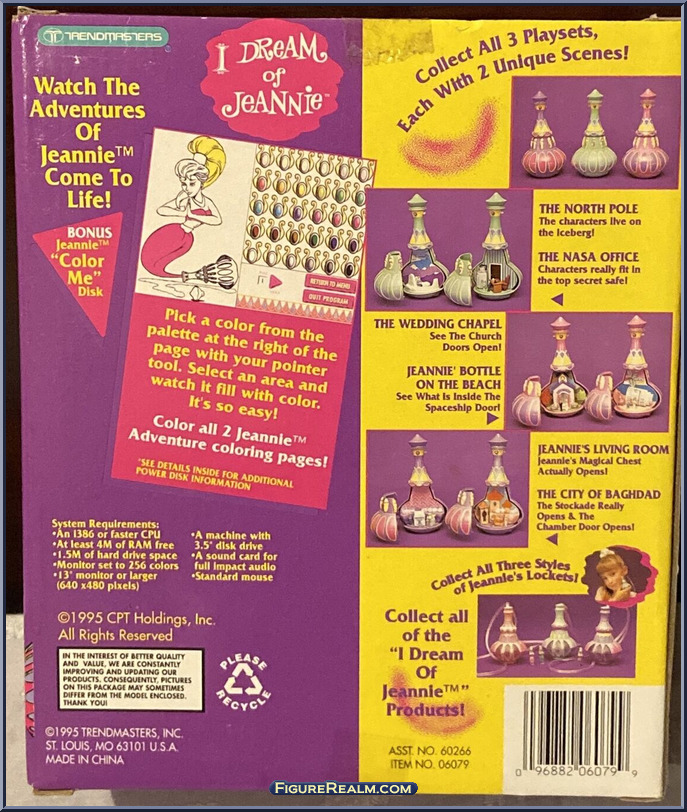 TRENDMASTERS
I DREAM
of
JEANNIE™
Watch The
Adventures
Of
Jeannie™
Come To
Life!
BONUS
Jeannie™
"Color
Me"
Disk
RETURN TO MENU
QUIT PROGRAM
Pick a color from the
palette at the right of the
page with your pointer
tool. Select an area and
watch it fill with color.
It's so easy!
Color all 2 Jeannie™
Adventure coloring pages!
*SEE DETAILS INSIDE FOR ADDITIONAL
POWER DISK INFORMATION
System Requirements:
•An I386 or faster CPU
•At least 4M of RAM free
•1.5M of hard drive space
•Monitor set to 256 colors
•13" monitor or larger
(640 x480 pixels)
•A machine with
3.5" disk drive
•A sound card for
full impact audio
•Standard mouse
©1995 CPT Holdings, Inc.
All Rights Reserved
IN THE INTEREST OF BETTER QUALITY
AND VALUE, WE ARE CONSTANTLY
IMPROVING AND UPDATING OUR
PRODUCTS. CONSEQUENTLY, PICTURES
ON THIS PACKAGE MAY SOMETIMES
DIFFER FROM THE MODEL ENCLOSED.
THANK YOU!
PLEASE
RECYCLE
©1995 TRENDMASTERS, INC.
ST. LOUIS, MO 63101 U.S.A.
MADE IN CHINA
Collect All 3 Playsets,
Each With 2 Unique Scenes!
THE NORTH POLE
The characters live on
the Iceberg!
THE NASA OFFICE
Characters really fit in
the top secret safe!
THE WEDDING CHAPEL
See The Church
Doors Open!
JEANNIE' BOTTLE
ON THE BEACH
See What Is Inside The
Spaceship Door!
JEANNIE'S LIVING ROOM
Jeannie's Magical Chest
Actually Opens!
THE CITY OF BAGHDAD
The Stockade Really
Opens & The
Chamber Door Opens!
Collect All Three Styles
of Jeannie's Lockets!
Collect all
of the
"I Dream
Of
Jeannie™"
Products!
ASST. NO. 60266
ITEM NO. 06079
0 96882 06079 9
FIGUREREALM.COM